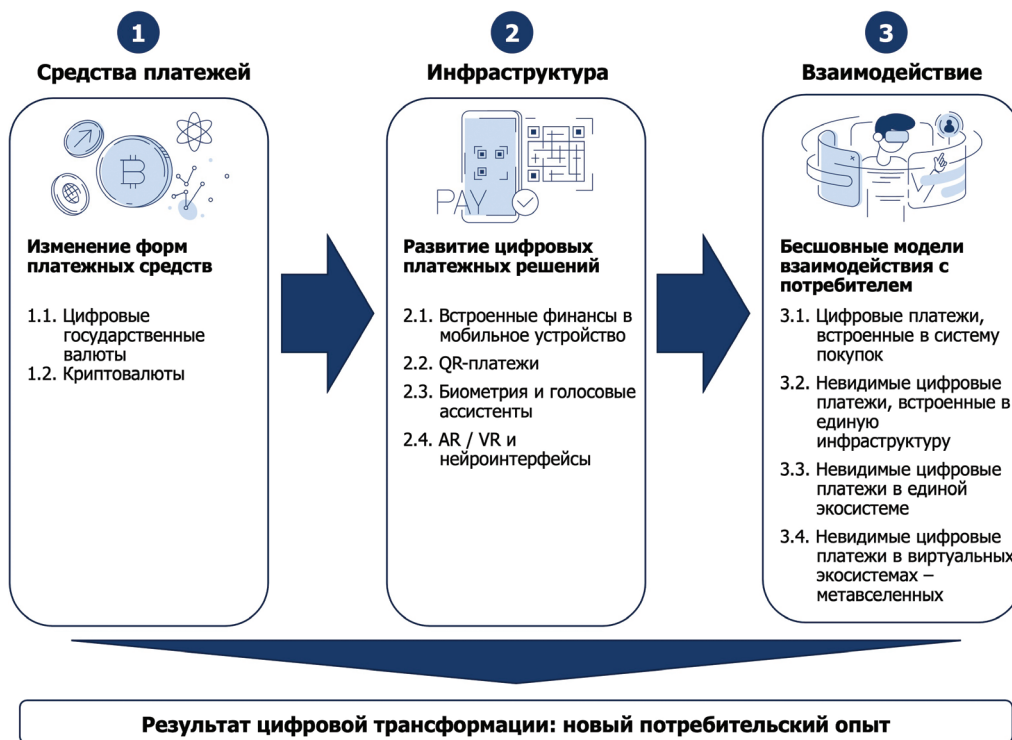 1
Средства платежей
Изменение форм
платежных средств
1.1. Цифровые
государственные
валюты
1.2. Криптовалюты
2
Инфраструктура
PAY
Развитие цифровых
платежных решений
2.1. Встроенные финансы в
мобильное устройство
2.2. QR-платежи
2.3. Биометрия и голосовые
ассистенты
2.4. AR / VR и
нейроинтерфейсы
3
Взаимодействие
Бесшовные модели
взаимодействия с
потребителем
3.1. Цифровые платежи,
встроенные в систему
покупок
3.2. Невидимые цифровые
платежи, встроенные в
единую
инфраструктуру
3.3. Невидимые цифровые
платежи в единой
экосистеме
3.4. Невидимые цифровые
платежи в виртуальных
экосистемах –
метавселенных
Результат цифровой трансформации: новый потребительский опыт